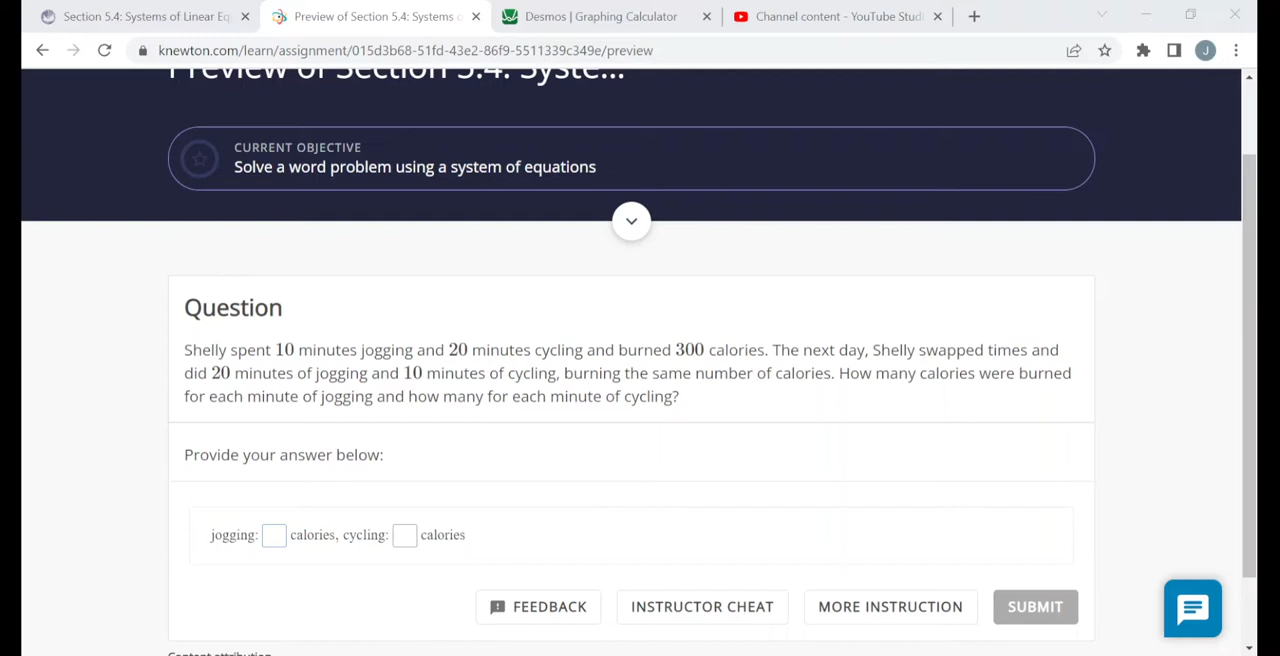 Section 5.4: Systems of Linear Eq
Preview of Section 5.4: Systems o
Desmos | Graphing Calculator
Channel content - YouTube Studi
knewton.com/learn/assignment/015d3b68-51fd-43e2-86f9-5511339c349e/preview
J
Preview of Section 5.4: Syste...
CURRENT OBJECTIVE
Solve a word problem using a system of equations
Question
Shelly spent 10 minutes jogging and 20 minutes cycling and burned 300 calories. The next day, Shelly swapped times and
did 20 minutes of jogging and 10 minutes of cycling, burning the same number of calories. How many calories were burned
for each minute of jogging and how many for each minute of cycling?
Provide your answer below:
jogging: calories, cycling: calories
FEEDBACK
INSTRUCTOR CHEAT
MORE INSTRUCTION
SUBMIT
Content attribution